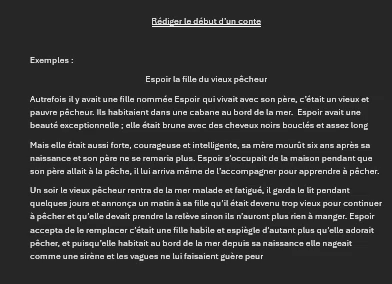 Rédiger le début d'un conte
Exemples :
Espoir la fille du vieux pêcheur
Autrefois il y avait une fille nommée Espoir qui vivait avec son père, c'était un vieux et
pauvre pêcheur. Ils habitaient dans une cabane au bord de la mer. Espoir avait une
beauté exceptionnelle ; elle était brune avec des cheveux noirs bouclés et assez long
Mais elle était aussi forte, courageuse et intelligente, sa mère mourût six ans après sa
naissance et son père ne se remaria plus. Espoir s'occupait de la maison pendant que
son père allait à la pêche, il lui arriva même de l'accompagner pour apprendre à pêcher.
Un soir le vieux pêcheur rentra de la mer malade et fatigué, il garda le lit pendant
quelques jours et annonça un matin à sa fille qu'il était devenu trop vieux pour continuer
à pêcher et qu'elle devait prendre la relève sinon ils n'auront plus rien à manger. Espoir
accepta de le remplacer c'était une fille habile et espiègle d'autant plus qu'elle adorait
pêcher, et puisqu'elle habitait au bord de la mer depuis sa naissance elle nageait
comme une sirène et les vagues ne lui faisaient guère peur